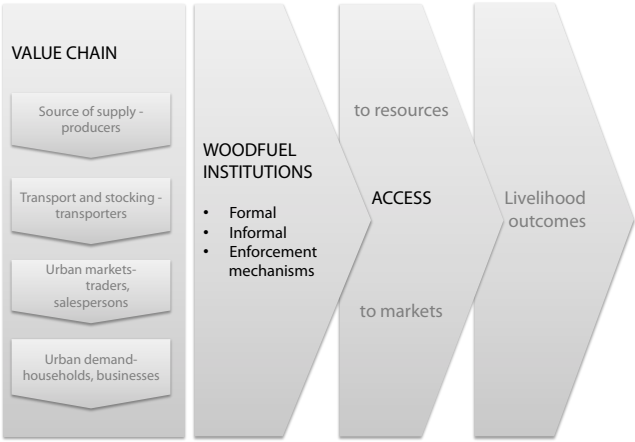 VALUE CHAIN
Source of supply -
producers
Transport and stocking -
transporters
Urban markets-
traders,
salespersons
Urban demand-
households, businesses
WOODFUEL
INSTITUTIONS
• Formal
• Informal
• Enforcement
mechanisms
to resources
ACCESS
to markets
Livelihood
outcomes